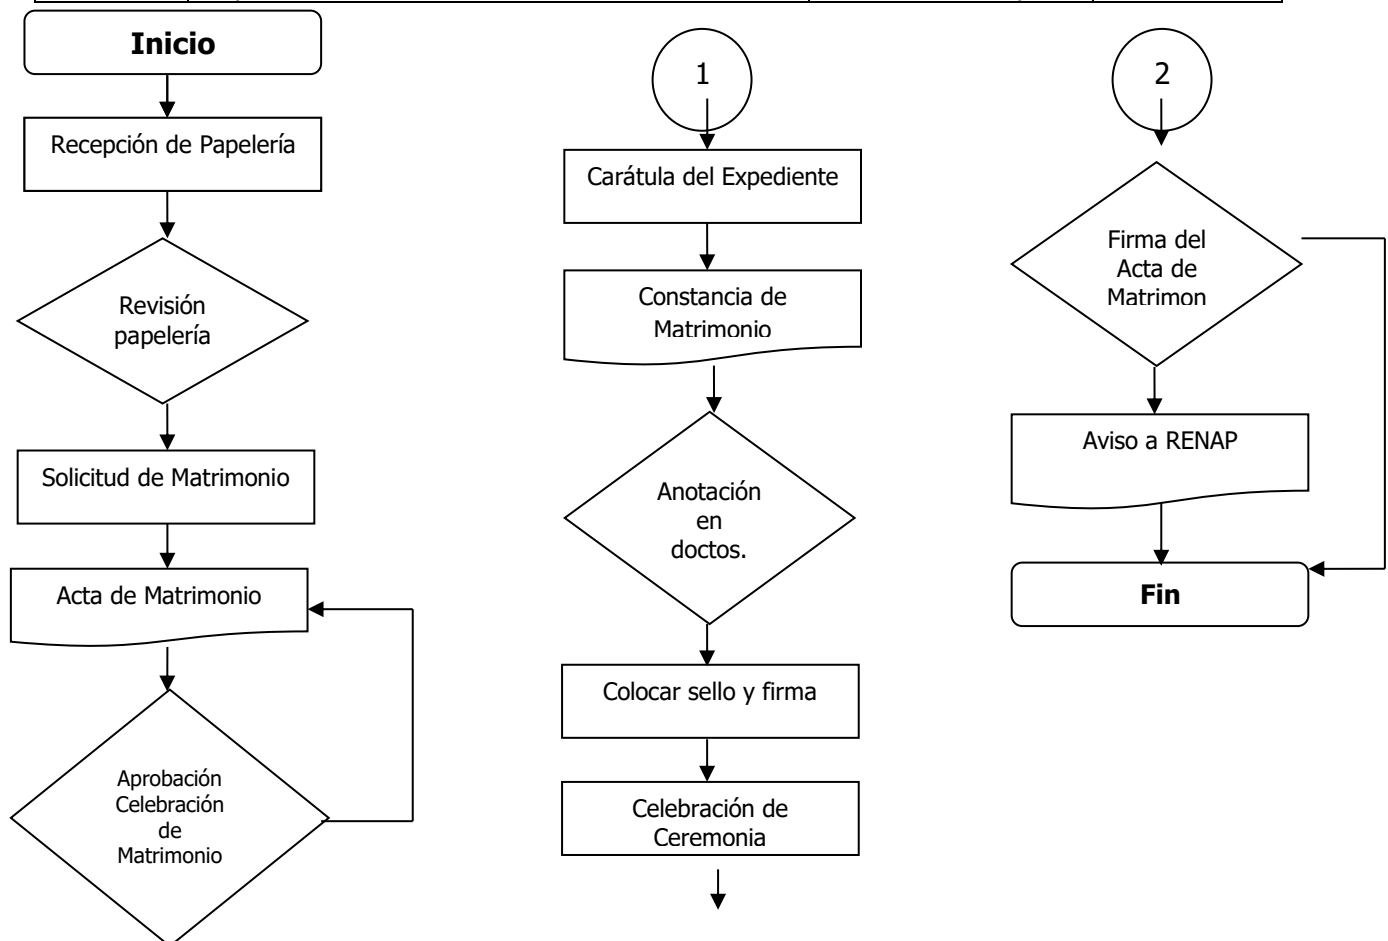 Inicio
Recepción de Papelería
Revisión
papelería
Solicitud de Matrimonio
Acta de Matrimonio
Aprobación
Celebración
de
Matrimonio
1
Carátula del Expediente
Constancia de
Matrimonio
Anotación
en
doctos.
Colocar sello y firma
Celebración de
Ceremonia
2
Firma del
Acta de
Matrimon
Aviso a RENAP
Fin